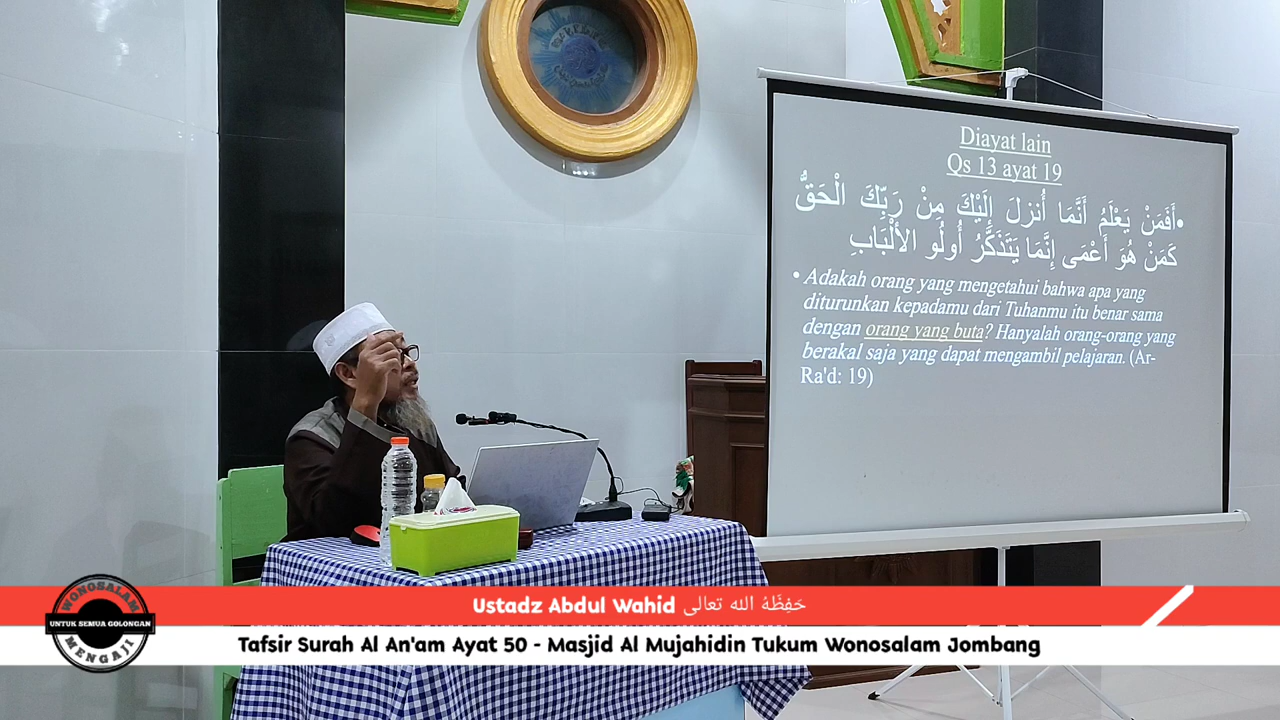 Diayat lain
Qs 13 ayat 19
•أَفَمَنْ يَعْلَمُ أَنَّمَا أُنزلَ إِلَيْكَ مِنْ رَبِّكَ الْحَقُّ
كَمَنْ هُوَ أَعْمَى إِنَّمَا يَتَذَكَّرُ أُولُو الألْبَابِ
• Adakah orang yang mengetahui bahwa apa yang
diturunkan kepadamu dari Tuhanmu itu benar sama
dengan orang yang buta? Hanyalah orang-orang yang
berakal saja yang dapat mengambil pelajaran. (Ar-
Ra'd: 19)
Ustadz Abdul Wahid حَفِظَهُ الله تعالى
Tafsir Surah Al An'am Ayat 50 - Masjid Al Mujahidin Tukum Wonosalam Jombang
WONOSALAM
UNTUK SEMUA GOLONGAN
MENGAJI